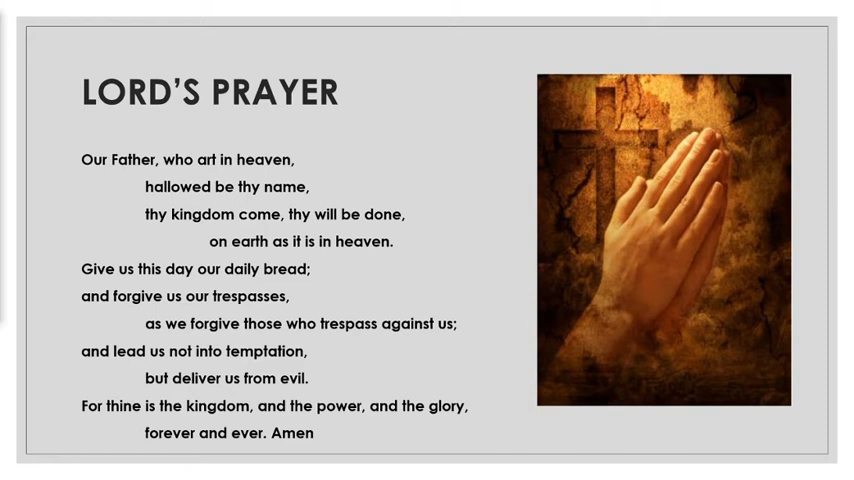 LORD’S PRAYER
Our Father, who art in heaven,
hallowed be thy name,
thy kingdom come, thy will be done,
on earth as it is in heaven.
Give us this day our daily bread;
and forgive us our trespasses,
as we forgive those who trespass against us;
and lead us not into temptation,
but deliver us from evil.
For thine is the kingdom, and the power, and the glory,
forever and ever. Amen